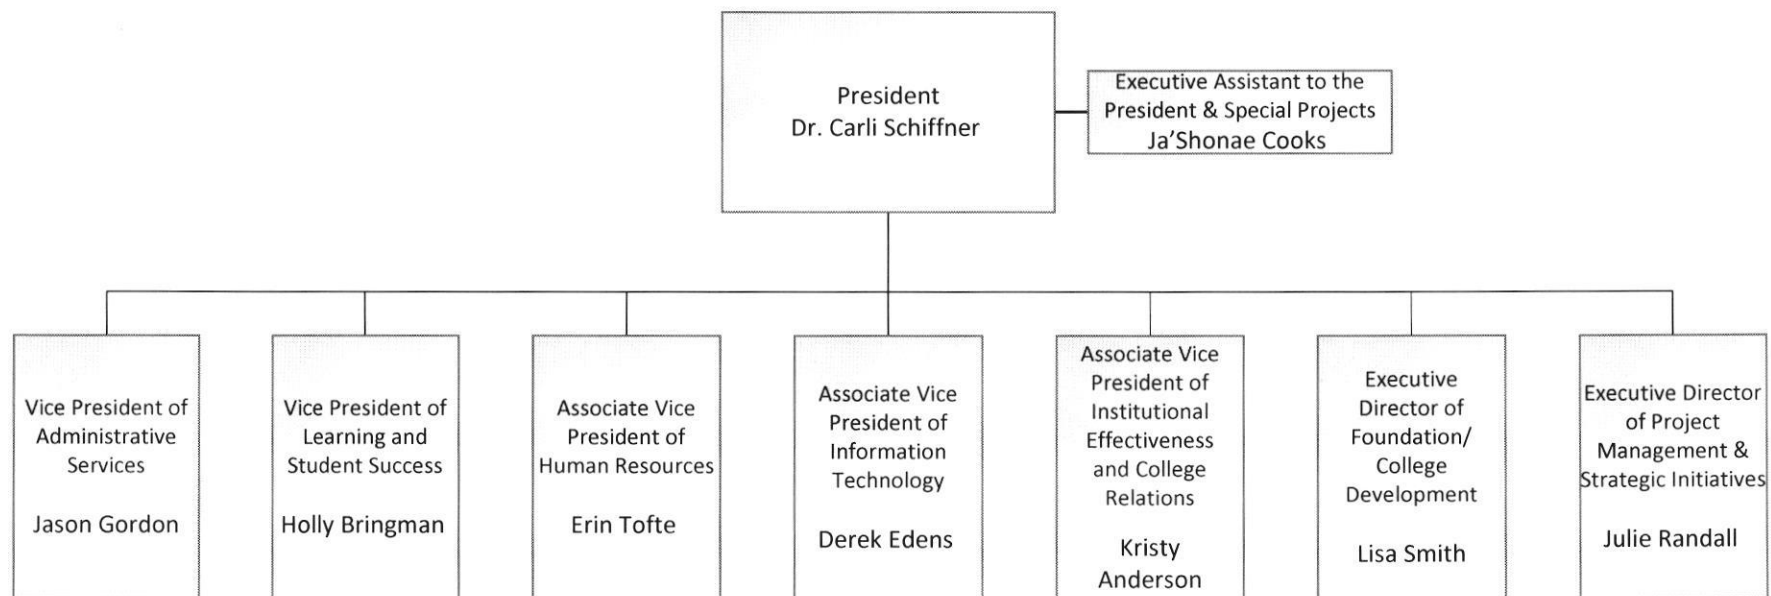 President
Dr. Carli Schiffner
Executive Assistant to the
President & Special Projects
Ja'Shonae Cooks
Vice President of
Administrative
Services
Jason Gordon
Vice President of
Learning and
Student Success
Holly Bringman
Associate Vice
President of
Human Resources
Erin Tofte
Associate Vice
President of
Information
Technology
Derek Edens
Associate Vice
President of
Institutional
Effectiveness
and College
Relations
Kristy
Anderson
Executive
Director of
Foundation/
College
Development
Lisa Smith
Executive Director
of Project
Management &
Strategic Initiatives
Julie Randall